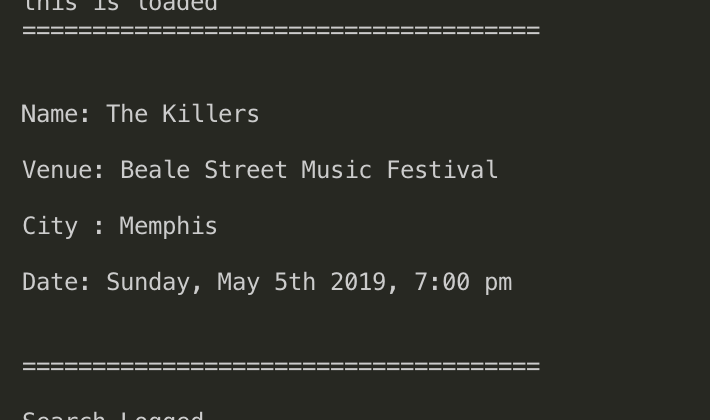 this is loaded
=====================================
Name: The Killers
Venue: Beale Street Music Festival
City : Memphis
Date: Sunday, May 5th 2019, 7:00 pm
=====================================
Search Logged